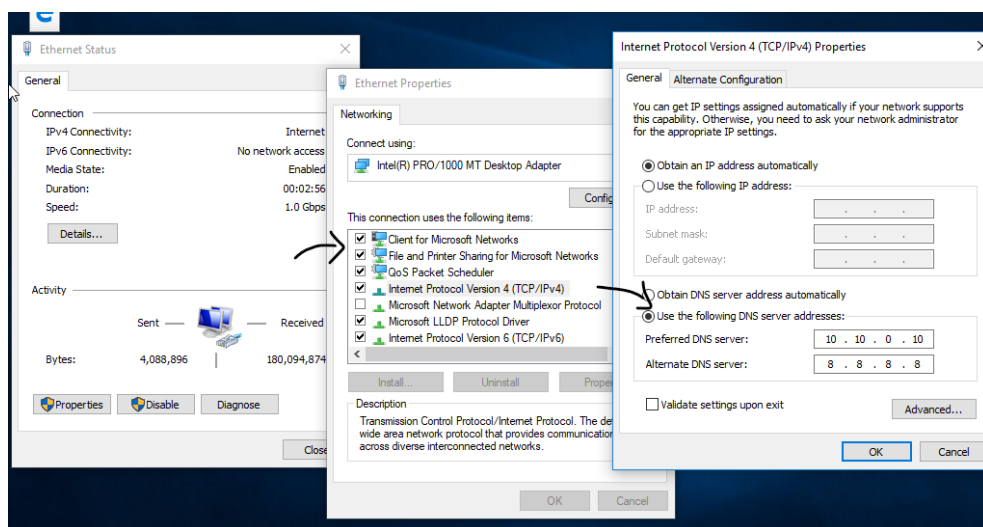 Ethernet Status
General
Connection
IPv4 Connectivity: Internet
IPv6 Connectivity: No network access
Media State: Enabled
Duration: 00:02:56
Speed: 1.0 Gbps
Details...
Activity
Sent — — Received
Bytes: 4,088,896 180,094,874
Properties Disable Diagnose
Close
Ethernet Properties
Networking
Connect using:
Intel(R) PRO/1000 MT Desktop Adapter
This connection uses the following items:
Client for Microsoft Networks
File and Printer Sharing for Microsoft Networks
QoS Packet Scheduler
Internet Protocol Version 4 (TCP/IPv4)
Microsoft Network Adapter Multiplexor Protocol
Microsoft LLDP Protocol Driver
Internet Protocol Version 6 (TCP/IPv6)
Install... Uninstall
Description
Transmission Control Protocol/Internet Protocol. The
wide area network protocol that provides communication
across diverse interconnected networks.
OK Cancel
Internet Protocol Version 4 (TCP/IPv4) Properties
General Alternate Configuration
You can get IP settings assigned automatically if your network supports
this capability. Otherwise, you need to ask your network administrator
for the appropriate IP settings.
Obtain an IP address automatically
Use the following IP address:
IP address: . . .
Subnet mask: . . .
Default gateway: . . .
Obtain DNS server address automatically
Use the following DNS server addresses:
Preferred DNS server: 10 . 10 . 0 . 10
Alternate DNS server: 8 . 8 . 8 . 8
Validate settings upon exit
Advanced...
OK Cancel